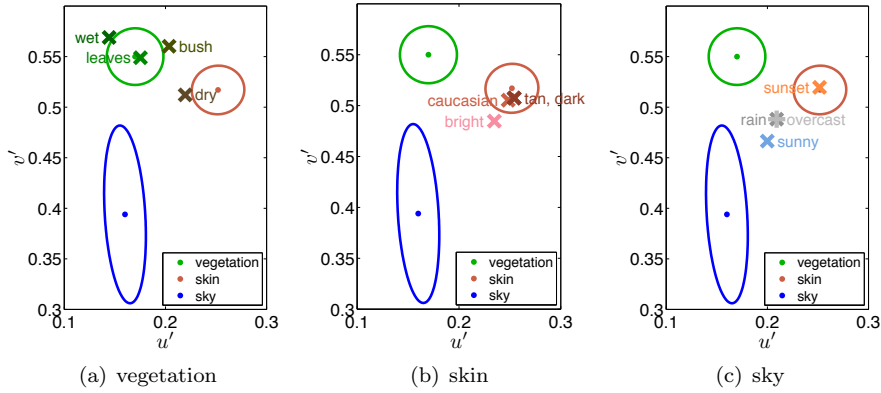 wet
bush
leaves
dry
0.55
0.5
0.45
0.4
0.35
0.3
v′
0.1
0.2
0.3
u′
vegetation
skin
sky
(a) vegetation
caucasian
tan, dark
bright
0.55
0.5
0.45
0.4
0.35
0.3
v′
0.1
0.2
0.3
u′
vegetation
skin
sky
(b) skin
sunset
rain
overcast
sunny
0.55
0.5
0.45
0.4
0.35
0.3
v′
0.1
0.2
0.3
u′
vegetation
skin
sky
(c) sky